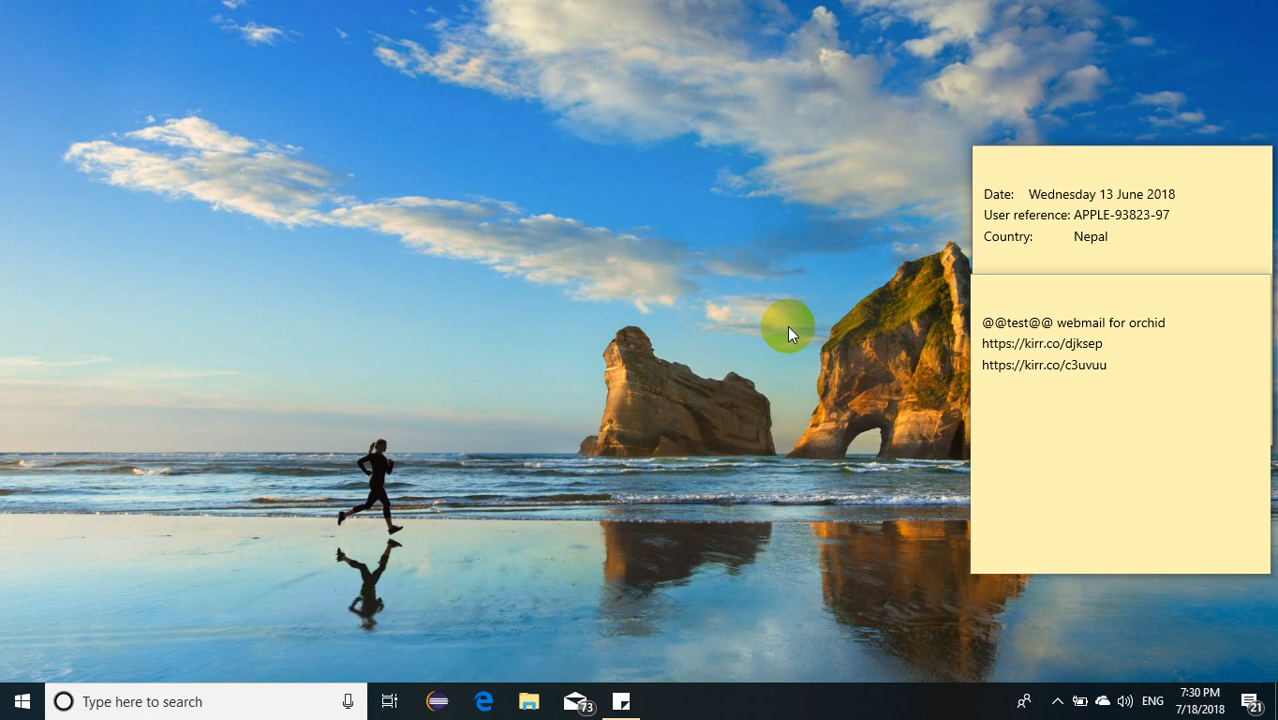 Date: Wednesday 13 June 2018
User reference: APPLE-93823-97
Country: Nepal
@@test@@ webmail for orchid
https://kirr.co/djksep
https://kirr.co/c3uvuu
Type here to search
73
ENG
7:30 PM
7/18/2018
21